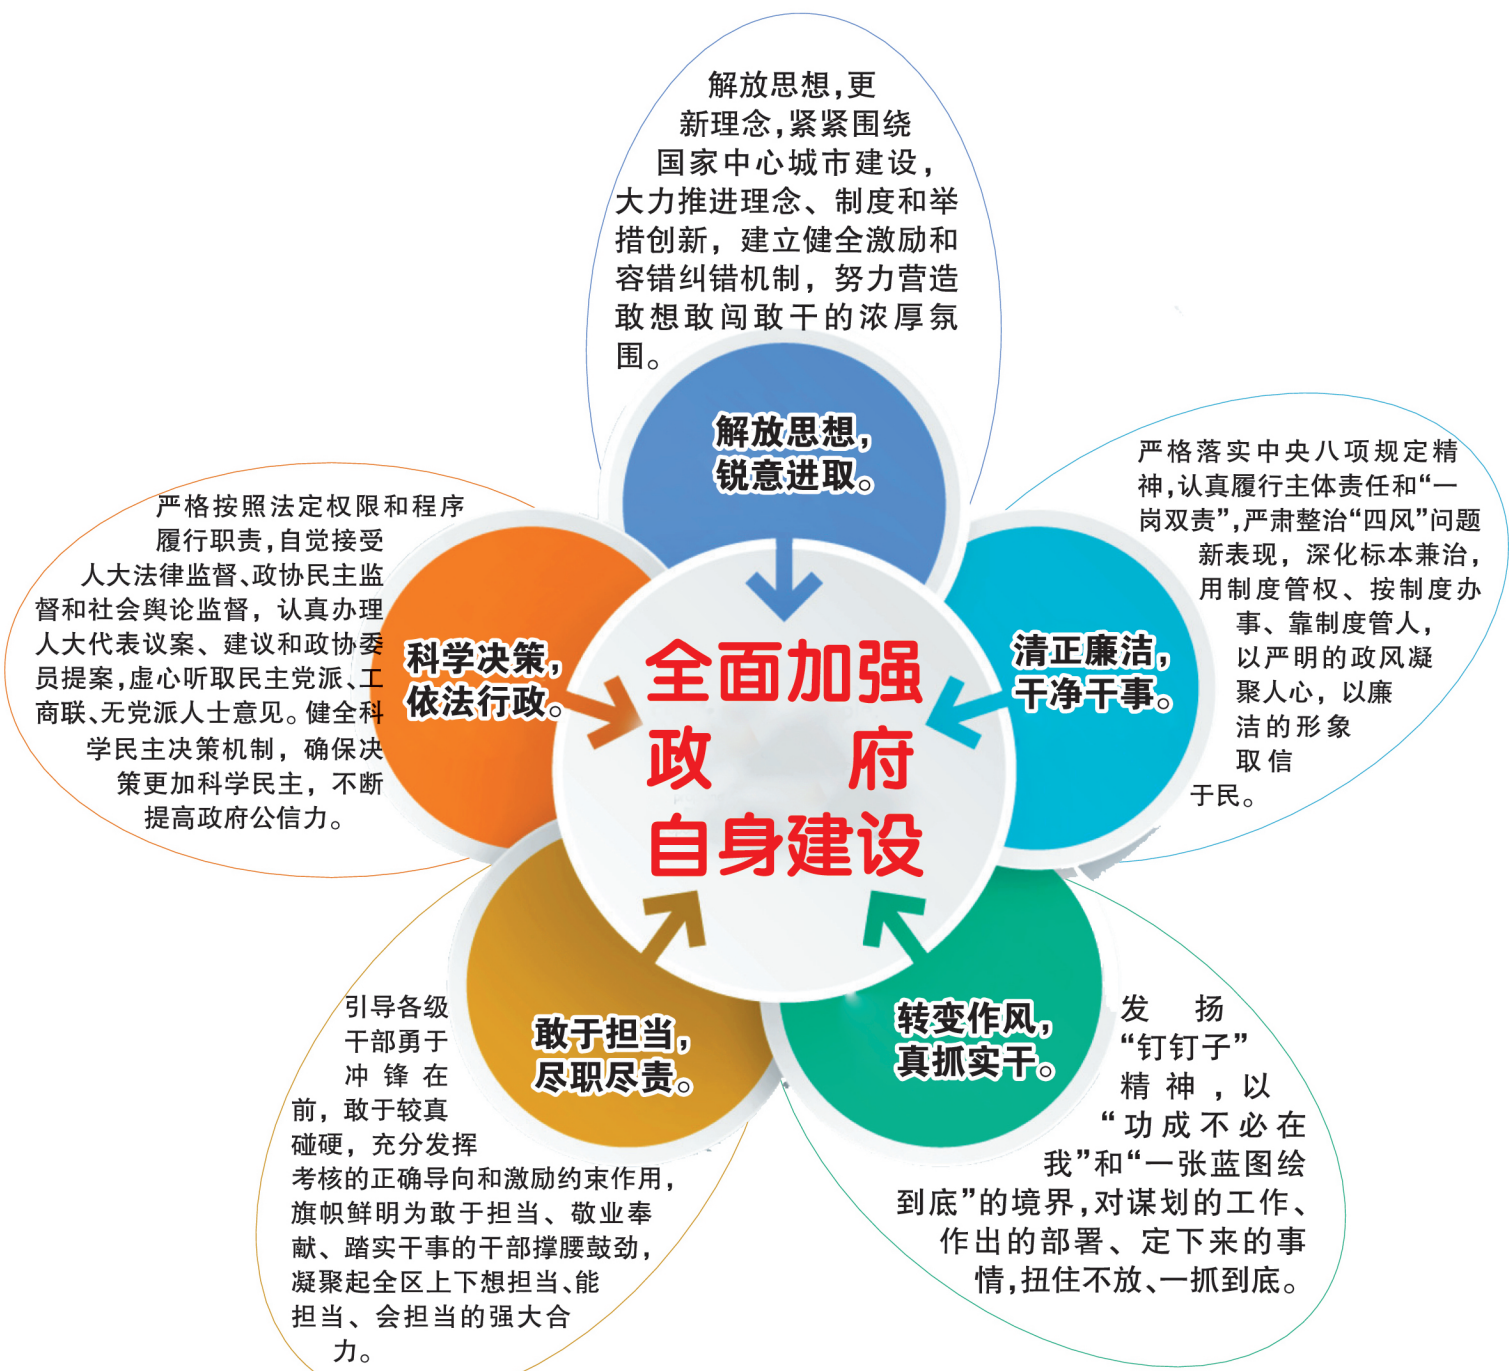 解放思想,更
新理念,紧紧围绕
国家中心城市建设，
大力推进理念、制度和举
措创新，建立健全激励和
容错纠错机制，努力营造
敢想敢闯敢干的浓厚氛
围。
解放思想，
锐意进取。
严格落实中央八项规定精
神,认真履行主体责任和“一
岗双责”,严肃整治“四风”问题
新表现，深化标本兼治，
用制度管权、按制度办
事、靠制度管人，
以严明的政风凝
聚人心，以廉
洁的形象
取信
于民。
清正廉洁，
干净干事。
严格按照法定权限和程序
履行职责,自觉接受
人大法律监督、政协民主监
督和社会舆论监督，认真办理
人大代表议案、建议和政协委
员提案,虚心听取民主党派、工
商联、无党派人士意见。健全科
学民主决策机制，确保决
策更加科学民主，不断
提高政府公信力。
科学决策，
依法行政。
全面加强
政府
自身建设
引导各级
干部勇于
冲锋在
前，敢于较真
碰硬，充分发挥
考核的正确导向和激励约束作用，
旗帜鲜明为敢于担当、敬业奉
献、踏实干事的干部撑腰鼓劲，
凝聚起全区上下想担当、能
担当、会担当的强大合
力。
敢于担当，
尽职尽责。
转变作风，
真抓实干。
发扬
“钉钉子”
精神，以
“功成不必在
我”和“一张蓝图绘
到底”的境界,对谋划的工作、
作出的部署、定下来的事
情,扭住不放、一抓到底。